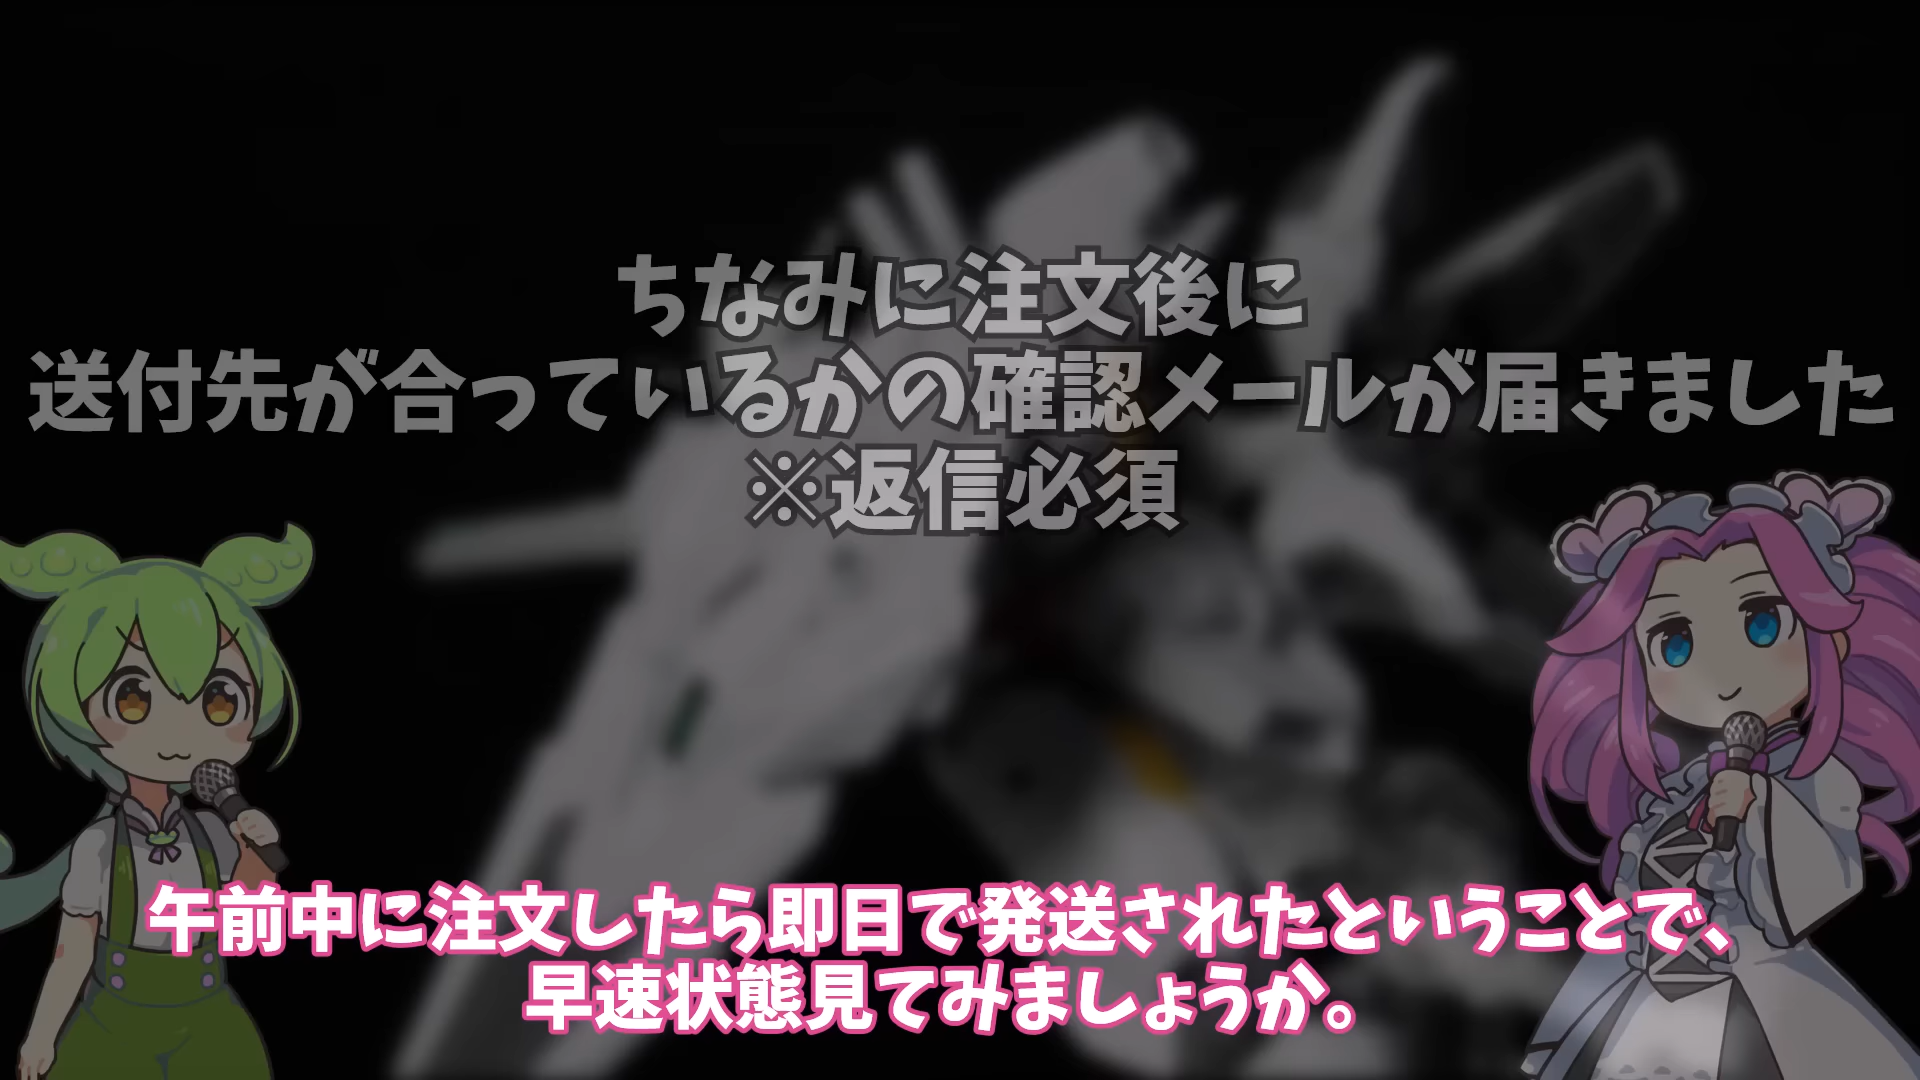 ちなみに注文後に
送付先が合っているかの確認メールが届きました
※返信必須
午前中に注文したら即日で発送されたということで、
早速状態見てみましょうか。